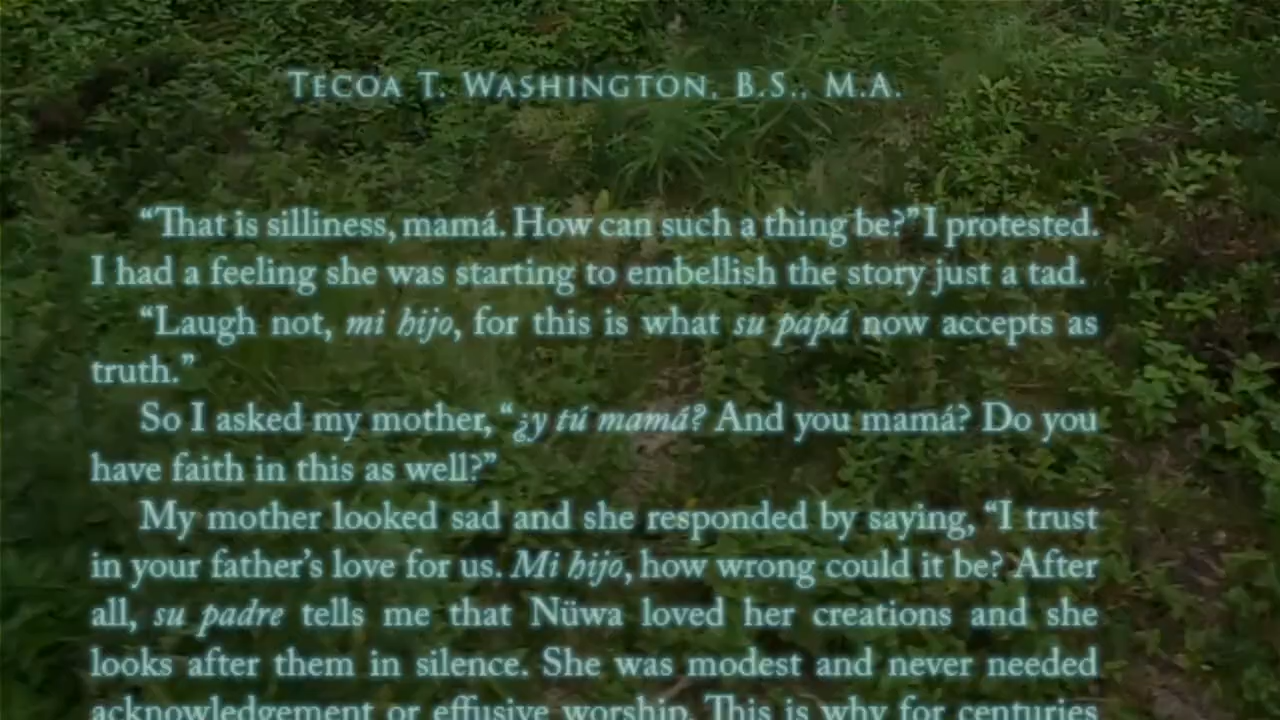 TECOA T. WASHINGTON, B.S., M.A.
“That is silliness, mamá. How can such a thing be?” I protested.
I had a feeling she was starting to embellish the story just a tad.
“Laugh not, mi hijo, for this is what su papá now accepts as
truth.”
So I asked my mother, “¿y tú mamá? And you mamá? Do you
have faith in this as well?”
My mother looked sad and she responded by saying, “I trust
in your father’s love for us. Mi hijo, how wrong could it be? After
all, su padre tells me that Nüwa loved her creations and she
looks after them in silence. She was modest and never needed
acknowledgement or effusive worship. This is why for centuries